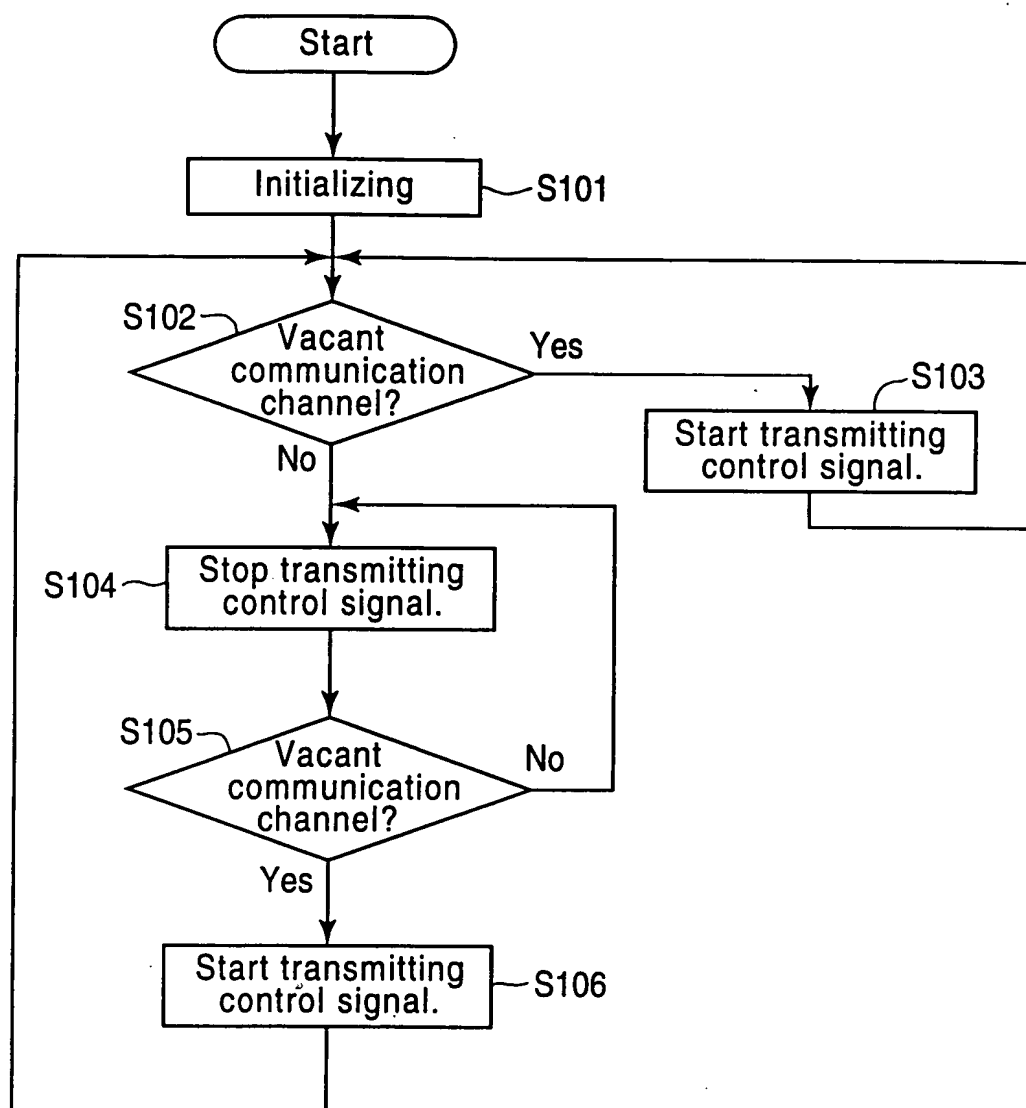 Start
Initializing
S101
S102
Vacant
communication
channel?
Yes
S103
Start transmitting
control signal.
No
S104
Stop transmitting
control signal.
S105
Vacant
communication
channel?
No
Yes
Start transmitting
control signal.
S106